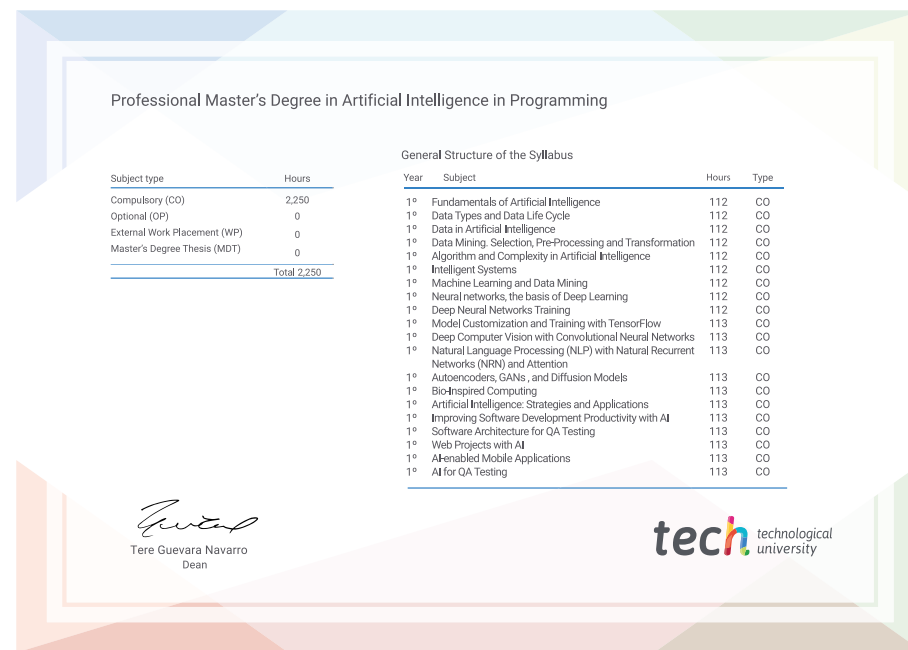 Professional Master's Degree in Artificial Intelligence in Programming
Subject type Hours
Compulsory (CO) 2,250
Optional (OP) 0
External Work Placement (WP) 0
Master's Degree Thesis (MDT) 0
Total 2,250
General Structure of the Syllabus
Year Subject Hours Type
1º Fundamentals of Artificial Intelligence 112 CO
1º Data Types and Data Life Cycle 112 CO
1º Data in Artificial Intelligence 112 CO
1º Data Mining. Selection, Pre-Processing and Transformation 112 CO
1º Algorithm and Complexity in Artificial Intelligence 112 CO
1º Intelligent Systems 112 CO
1º Machine Learning and Data Mining 112 CO
1º Neural networks, the basis of Deep Learning 112 CO
1º Deep Neural Networks Training 112 CO
1º Model Customization and Training with TensorFlow 113 CO
1º Deep Computer Vision with Convolutional Neural Networks 113 CO
1º Natural Language Processing (NLP) with Natural Recurrent 113 CO
Networks (NRN) and Attention
1º Autoencoders, GANs , and Diffusion Models 113 CO
1º Bio-Inspired Computing 113 CO
1º Artificial Intelligence: Strategies and Applications 113 CO
1º Improving Software Development Productivity with AI 113 CO
1º Software Architecture for QA Testing 113 CO
1º Web Projects with AI 113 CO
1º AI-enabled Mobile Applications 113 CO
1º AI for QA Testing 113 CO
Tere Guevara Navarro
Dean
tech technological
university